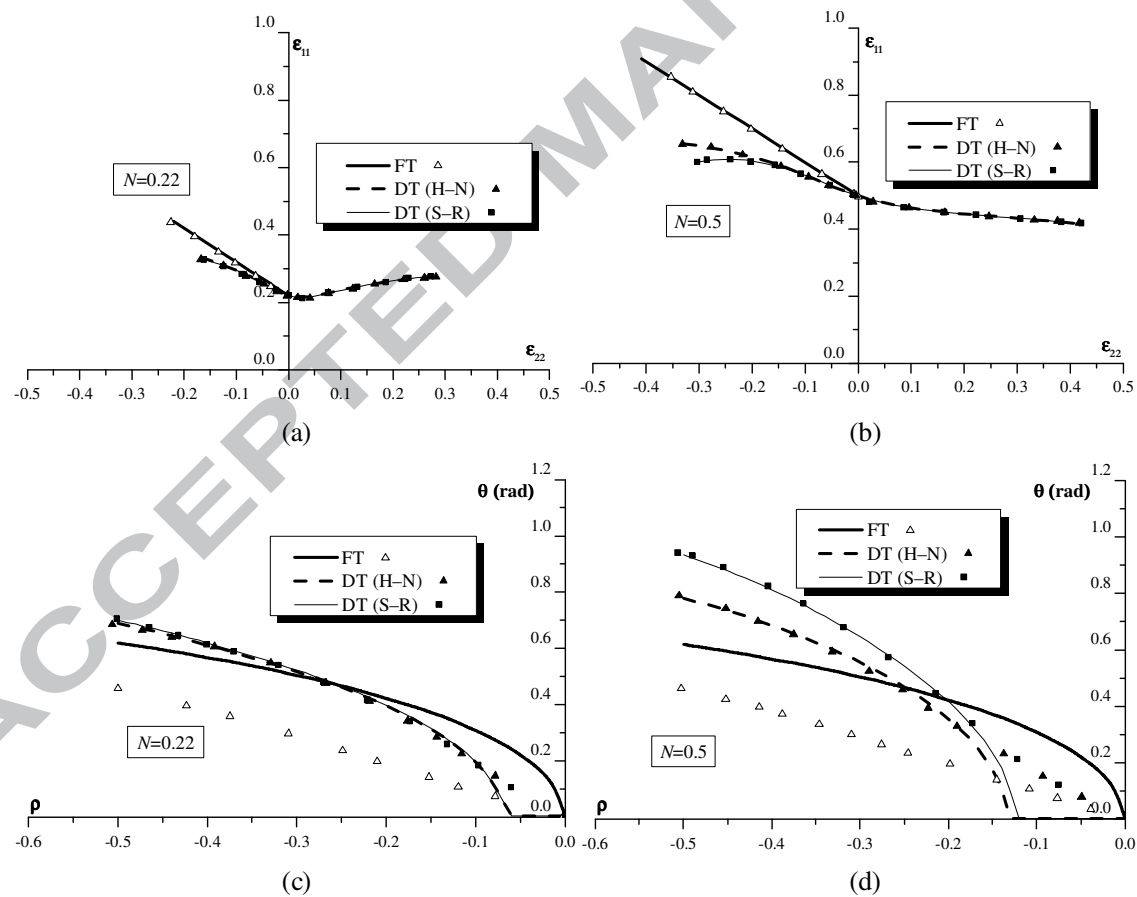 ACCEPTED MAN
1.0
ε11
0.8
0.6
0.4
0.2
0.0
N=0.22
FT
DT (H–N)
DT (S–R)
ε22
-0.5 -0.4 -0.3 -0.2 -0.1 0.0 0.1 0.2 0.3 0.4 0.5
(a)
1.0
ε11
0.8
0.6
0.4
0.2
0.0
FT
DT (H–N)
DT (S–R)
N=0.5
ε22
-0.5 -0.4 -0.3 -0.2 -0.1 0.0 0.1 0.2 0.3 0.4 0.5
(b)
1.2
θ (rad)
1.0
0.8
0.6
0.4
0.2
0.0
FT
DT (H–N)
DT (S–R)
N=0.22
ρ
-0.6 -0.5 -0.4 -0.3 -0.2 -0.1 0.0
(c)
1.2
θ (rad)
1.0
0.8
0.6
0.4
0.2
0.0
FT
DT (H–N)
DT (S–R)
N=0.5
ρ
-0.6 -0.5 -0.4 -0.3 -0.2 -0.1 0.0
(d)